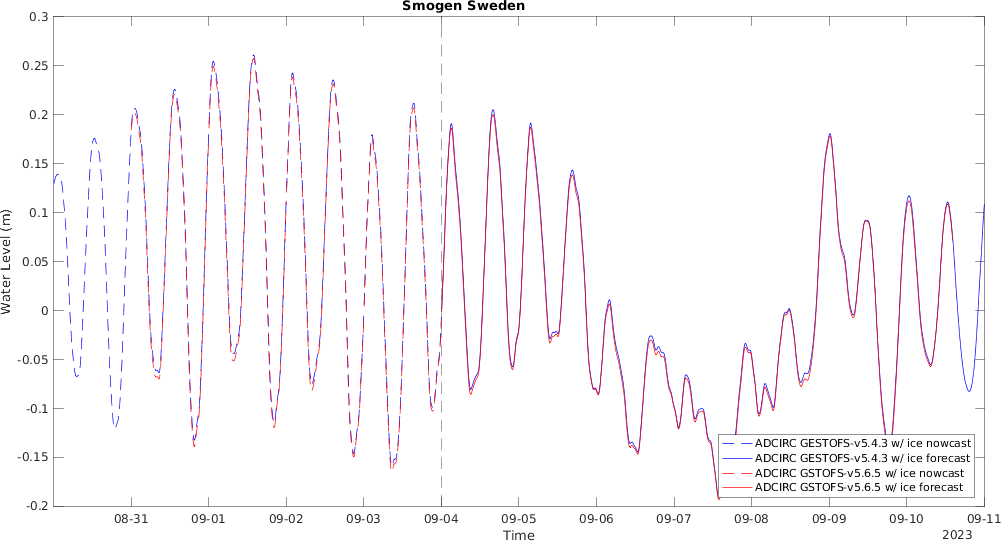 Smogen Sweden
0.3
0.25
0.2
0.15
0.1
0.05
0
-0.05
-0.1
-0.15
-0.2
Water Level (m)
ADCIRC GESTOFS-v5.4.3 w/ ice nowcast
ADCIRC GESTOFS-v5.4.3 w/ ice forecast
ADCIRC GSTOFS-v5.6.5 w/ ice nowcast
ADCIRC GSTOFS-v5.6.5 w/ ice forecast
08-31 09-01 09-02 09-03 09-04 09-05 09-06 09-07 09-08 09-09 09-10 09-11
Time
2023